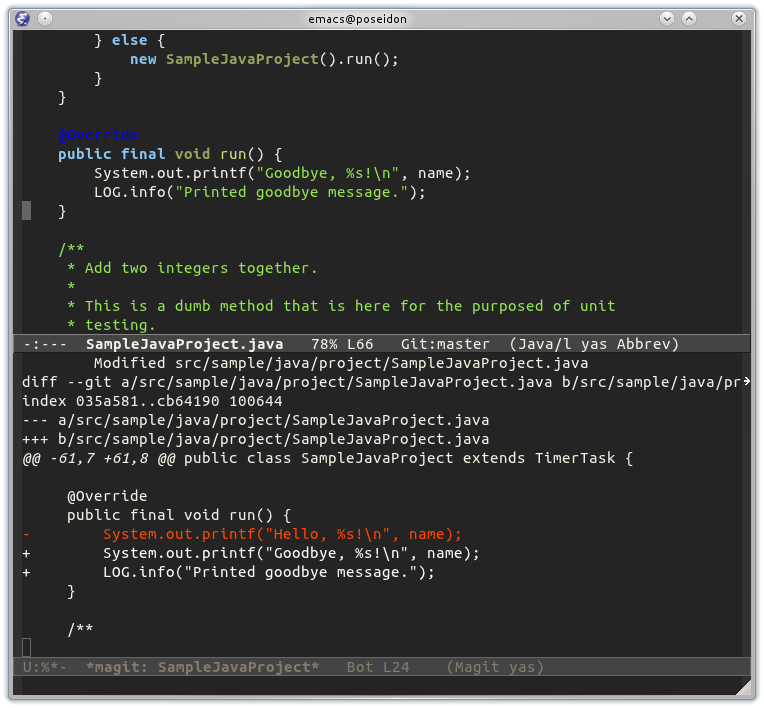 emacs@poseidon
} else {
new SampleJavaProject().run();
}
}
@Override
public final void run() {
System.out.printf("Goodbye, %s!\n", name);
LOG.info("Printed goodbye message.");
}
/**
* Add two integers together.
*
* This is a dumb method that is here for the purposed of unit
* testing.
-:--- SampleJavaProject.java 78% L66 Git:master (Java/l yas Abbrev)
Modified src/sample/java/project/SampleJavaProject.java
diff --git a/src/sample/java/project/SampleJavaProject.java b/src/sample/java/pr
index 035a581..cb64190 100644
--- a/src/sample/java/project/SampleJavaProject.java
+++ b/src/sample/java/project/SampleJavaProject.java
@@ -61,7 +61,8 @@ public class SampleJavaProject extends TimerTask {
@Override
public final void run() {
- System.out.printf("Hello, %s!\n", name);
+ System.out.printf("Goodbye, %s!\n", name);
+ LOG.info("Printed goodbye message.");
}
/**
U:%*- *magit: SampleJavaProject* Bot L24 (Magit yas)